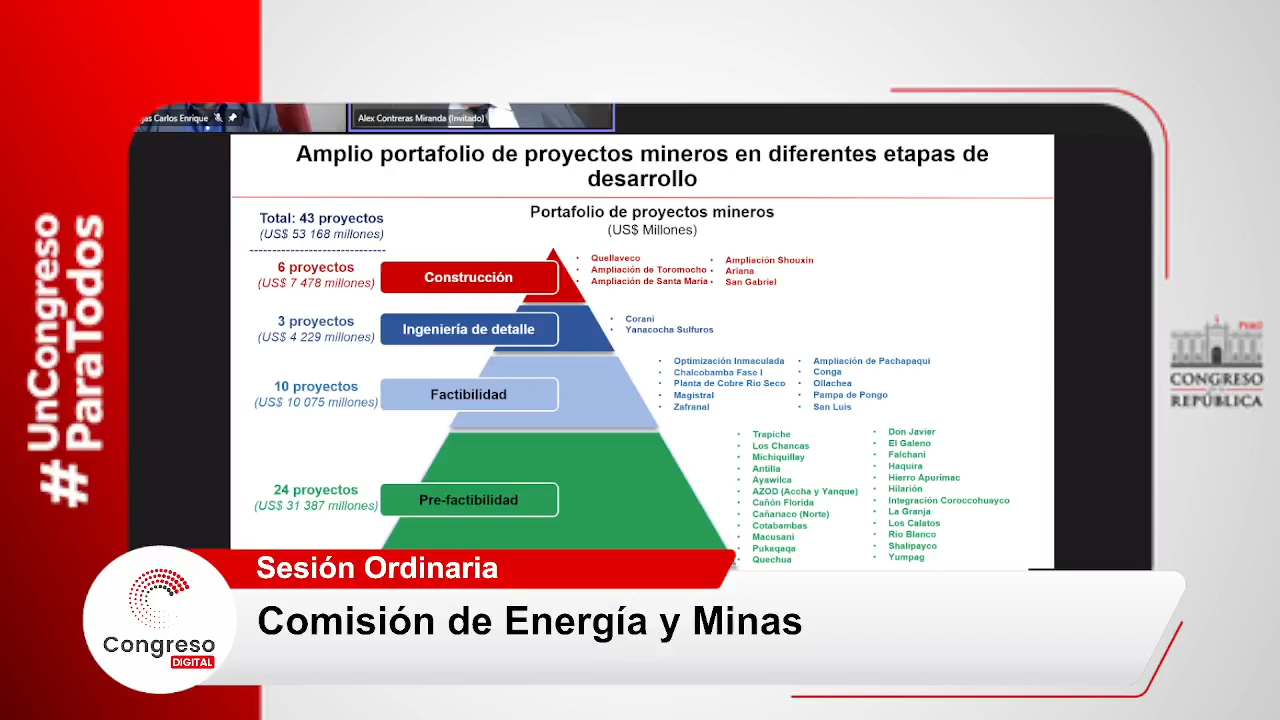 #UnCongreso
ParaTodos
Carlos Enrique
Alex Contreras Miranda (Invitado)
Amplio portafolio de proyectos mineros en diferentes etapas de
desarrollo
Total: 43 proyectos
(US$ 53 168 millones)
Portafolio de proyectos mineros
(US$ Millones)
6 proyectos
(US$ 7 478 millones)
Construcción
• Quellaveco
• Ampliación de Toromocho
• Ampliación de Santa María
• Ampliación Shouxin
• Ariana
• San Gabriel
3 proyectos
(US$ 4 229 millones)
Ingeniería de detalle
• Corani
• Yanacocha Sulfuros
10 proyectos
(US$ 10 075 millones)
Factibilidad
• Optimización Inmaculada
• Chalcobamba Fase I
• Planta de Cobre Río Seco
• Magistral
• Zafranal
• Ampliación de Pachapaqui
• Conga
• Ollachea
• Pampa de Pongo
• San Luis
24 proyectos
(US$ 31 387 millones)
Pre-factibilidad
• Trapiche
• Los Chancas
• Michiquillay
• Antilla
• Ayawilca
• AZOD (Accha y Yanque)
• Cañón Florida
• Cañariaco (Norte)
• Cotabambas
• Macusani
• Pukaqaqa
• Quechua
• Don Javier
• El Galeno
• Falchani
• Haquira
• Hierro Apurimac
• Hilarión
• Integración Coroccohuayco
• La Granja
• Los Calatos
• Río Blanco
• Shalipayco
• Yumpag
PERÚ
CONGRESO
REPÚBLICA
Sesión Ordinaria
Comisión de Energía y Minas
Congreso
DIGITAL